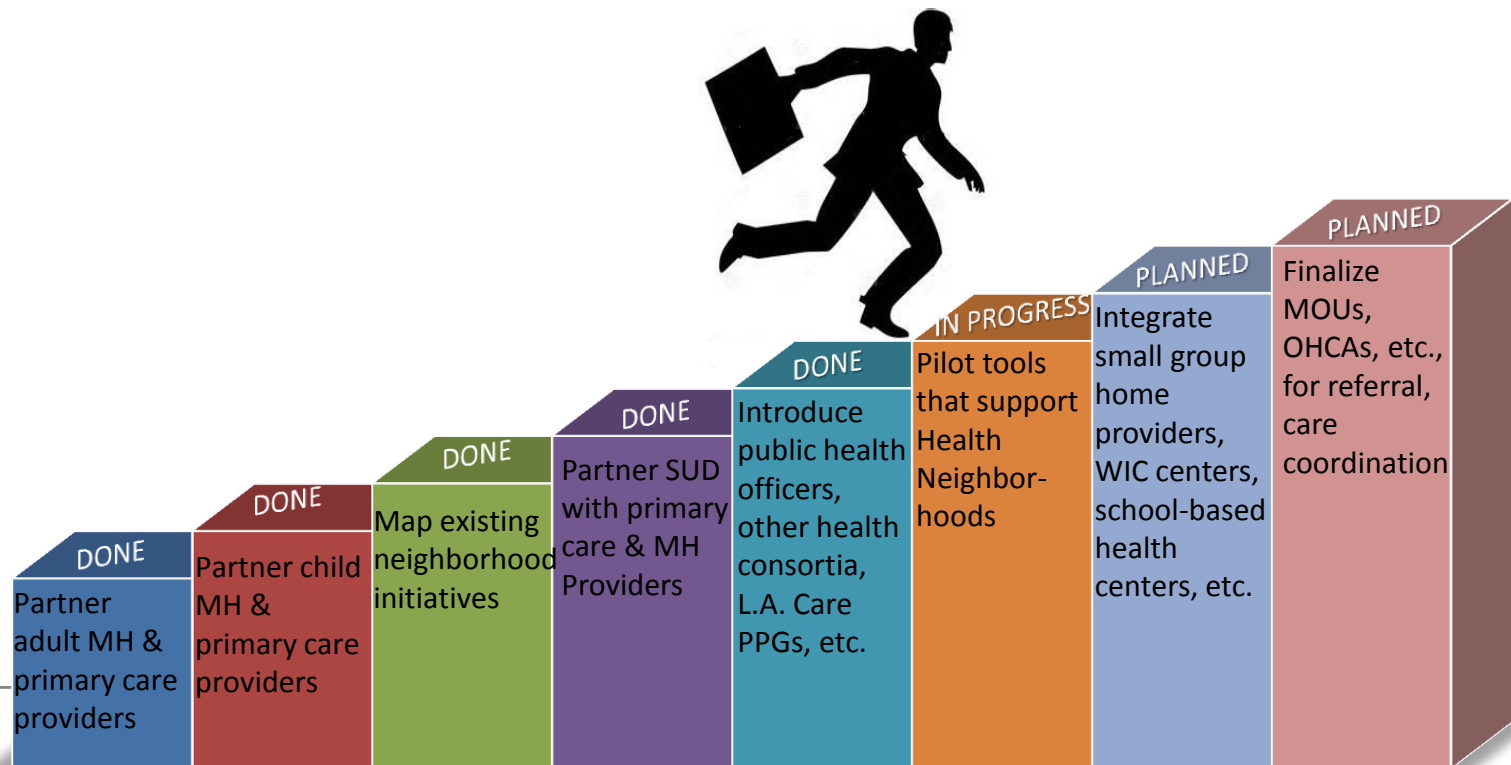 DONE
Partner
adult MH &
primary care
providers
DONE
Partner child
MH &
primary care
providers
DONE
Map existing
neighborhood
initiatives
DONE
Partner SUD
with primary
care & MH
Providers
DONE
Introduce
public health
officers,
other health
consortia,
L.A. Care
PPGs, etc.
IN PROGRESS
Pilot tools
that support
Health
Neighbor-
hoods
PLANNED
Integrate
small group
home
providers,
WIC centers,
school-based
health
centers, etc.
PLANNED
Finalize
MOUs,
OHCAs, etc.,
for referral,
care
coordination